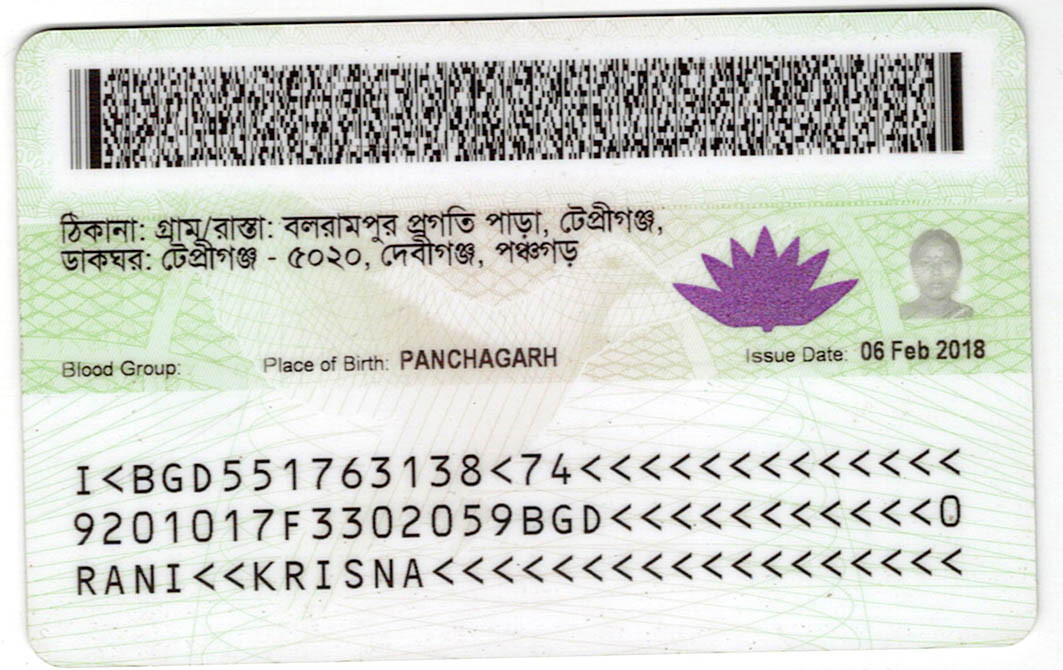 ঠিকানা: গ্রাম/রাস্তা: বলরামপুর প্রগতি পাড়া, টেপ্রীগঞ্জ,
ডাকঘর: টেপ্রীগঞ্জ - ৫০২০, দেবীগঞ্জ, পঞ্চগড়
Blood Group: Place of Birth: PANCHAGARH Issue Date: 06 Feb 2018
I<BGD551763138<74<<<<<<<<<<<<<
9201017F3302059BGD<<<<<<<<<<<0
RANI<<KRISNA<<<<<<<<<<<<<<<<<<